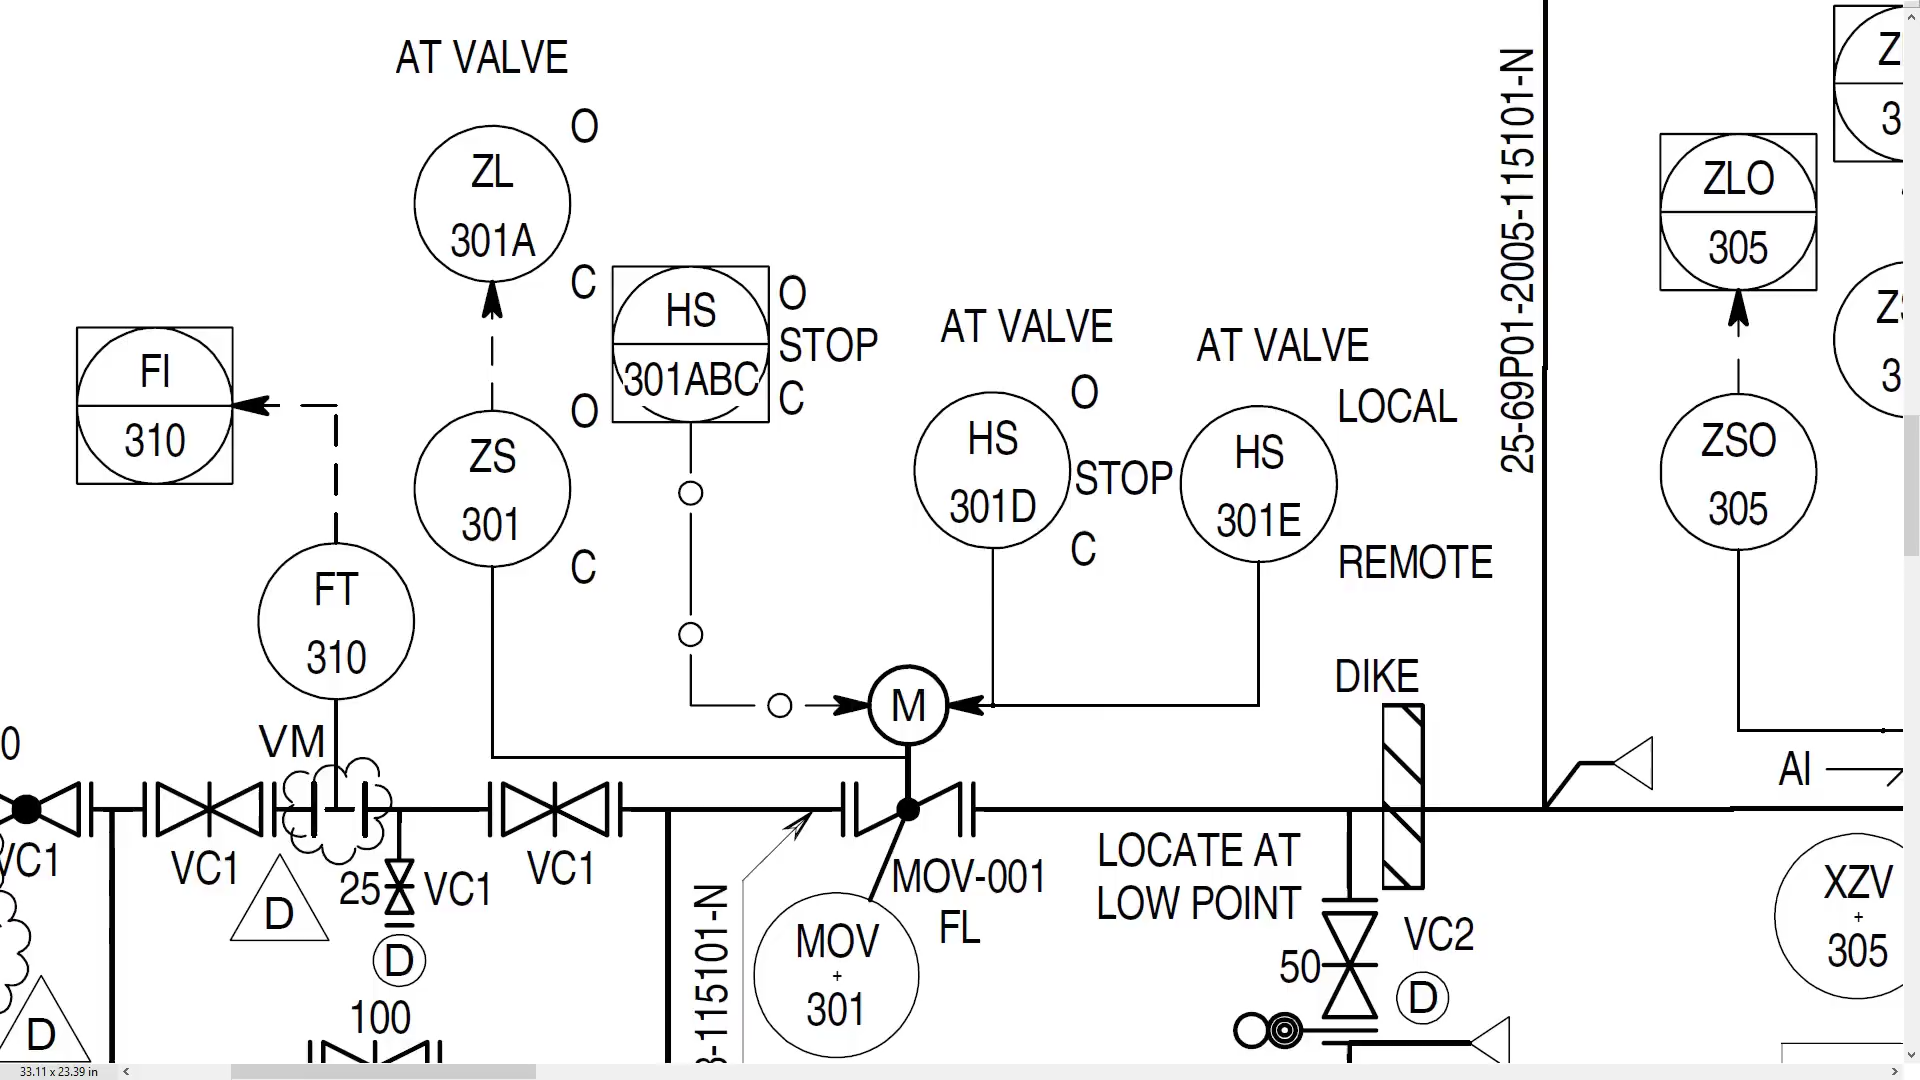 AT VALVE
O
ZL
301A
C
HS
301ABC
O
STOP
C
AT VALVE
O
HS
301D
STOP
C
AT VALVE
LOCAL
HS
301E
REMOTE
25-69P01-2005-115101-N
ZLO
305
ZSO
305
FI
310
O
ZS
301
C
FT
310
VM
M
DIKE
AI
VC1
VC1
D
25
VC1
D
VC1
100
D
115101-N
MOV-001
FL
MOV
+
301
LOCATE AT
LOW POINT
VC2
50
D
XZV
+
305
33.11 x 23.39 in